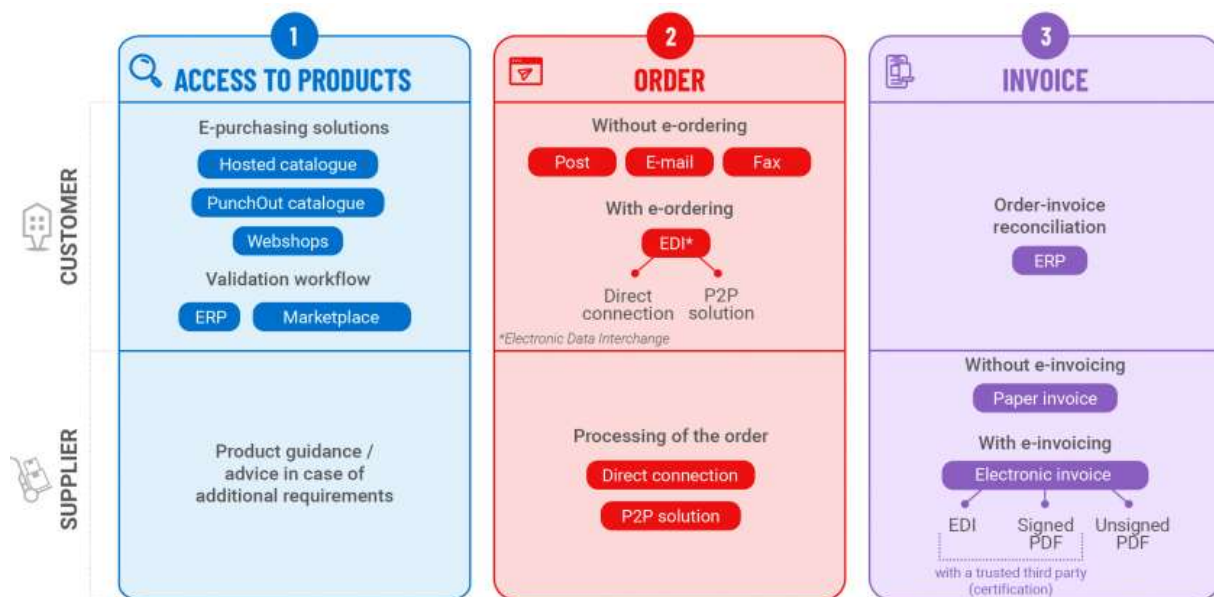 1
ACCESS TO PRODUCTS
2
ORDER
3
INVOICE
CUSTOMER
E-purchasing solutions
Hosted catalogue
PunchOut catalogue
Webshops
Validation workflow
ERP
Marketplace
Without e-ordering
Post
E-mail
Fax
With e-ordering
EDI*
Direct
connection
P2P
solution
*Electronic Data Interchange
Order-invoice
reconciliation
ERP
SUPPLIER
Product guidance /
advice in case of
additional requirements
Processing of the order
Direct connection
P2P solution
Without e-invoicing
Paper invoice
With e-invoicing
Electronic invoice
EDI
Signed
PDF
Unsigned
PDF
with a trusted third party
(certification)